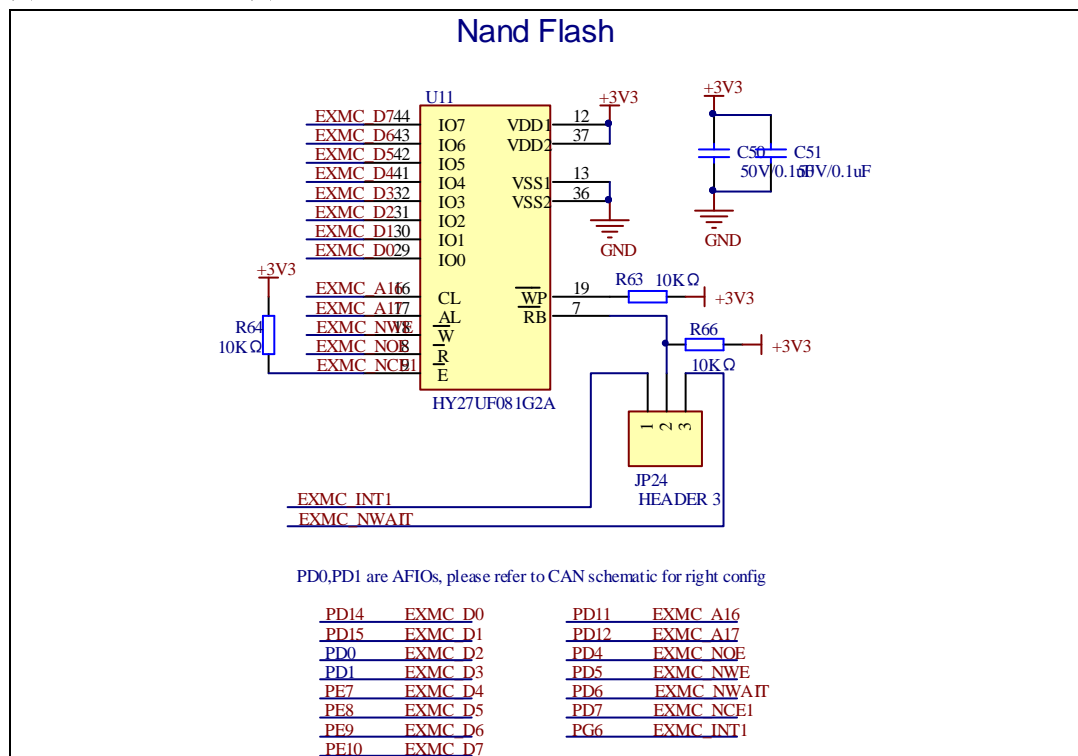 Nand Flash
U11
EXMC_D7 44 IO7 VDD1 12 +3V3
EXMC_D6 43 IO6 VDD2 37
EXMC_D5 42 IO5
EXMC_D4 41 IO4 VSS1 13
EXMC_D3 32 IO3 VSS2 36
EXMC_D2 31 IO2
EXMC_D1 30 IO1 GND
EXMC_D0 29 IO0
+3V3
C50 C51
50V/0.1uF 50V/0.1uF
GND
+3V3
R64
10KΩ
EXMC_A16 16 CL WP 19 R63 10KΩ +3V3
EXMC_A17 17 AL RB 7
EXMC_NWE 18 W R66 +3V3
EXMC_NOE 8 R 10KΩ
EXMC_NCE1 9 E
HY27UF081G2A
1 2 3
JP24
HEADER 3
EXMC_INT1
EXMC_NWAIT
PD0,PD1 are AFIOs, please refer to CAN schematic for right config
PD14 EXMC_D0 PD11 EXMC_A16
PD15 EXMC_D1 PD12 EXMC_A17
PD0 EXMC_D2 PD4 EXMC_NOE
PD1 EXMC_D3 PD5 EXMC_NWE
PE7 EXMC_D4 PD6 EXMC_NWAIT
PE8 EXMC_D5 PD7 EXMC_NCE1
PE9 EXMC_D6 PG6 EXMC_INT1
PE10 EXMC_D7